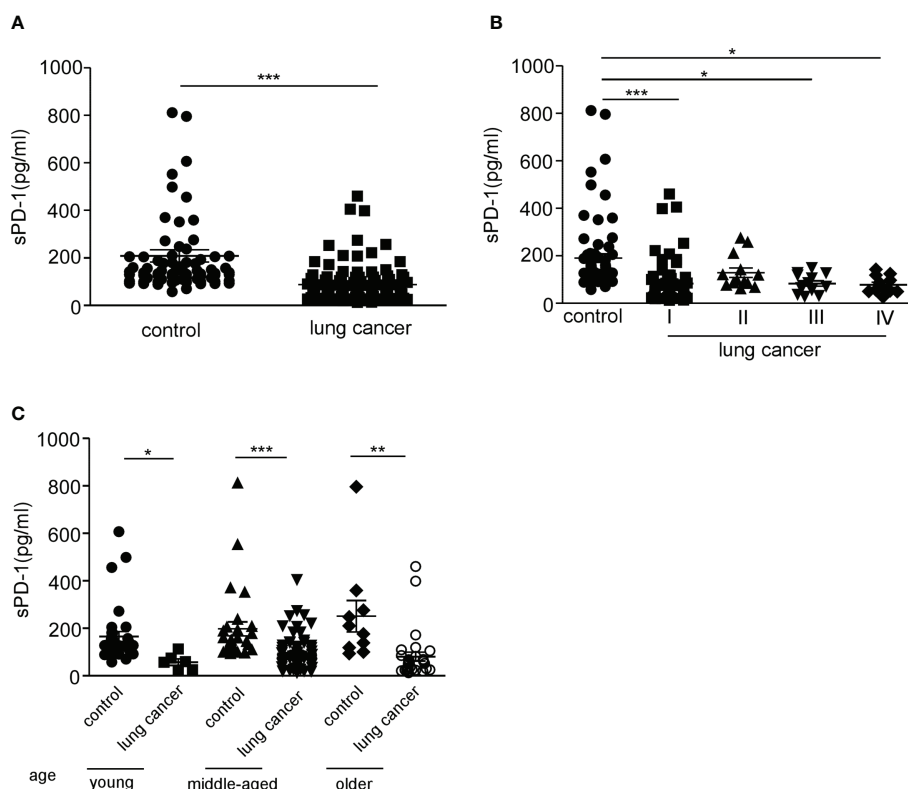 A
sPD-1(pg/ml)
1000
800
600
400
200
0
***
control
lung cancer
B
sPD-1(pg/ml)
1000
800
600
400
200
0
*
*
***
control
I
II
III
IV
lung cancer
C
sPD-1(pg/ml)
1000
800
600
400
200
0
*
***
**
control
lung cancer
control
lung cancer
control
lung cancer
age
young
middle-aged
older